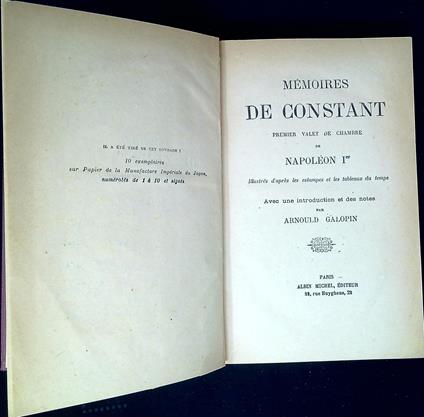 IL A ÉTÉ TIRÉ DE CET OUVRAGE :
10 exemplaires
sur Papier de la Manufacture Impériale du Japon,
numérotés de 1 à 10 et signés
MÉMOIRES
DE CONSTANT
PREMIER VALET DE CHAMBRE
DE
NAPOLÉON Ier
Illustrés d'après les estampes et les tableaux du temps
Avec une introduction et des notes
PAR
ARNOULD GALOPIN
PARIS
ALBIN MICHEL, ÉDITEUR
22, rue Huyghens, 22